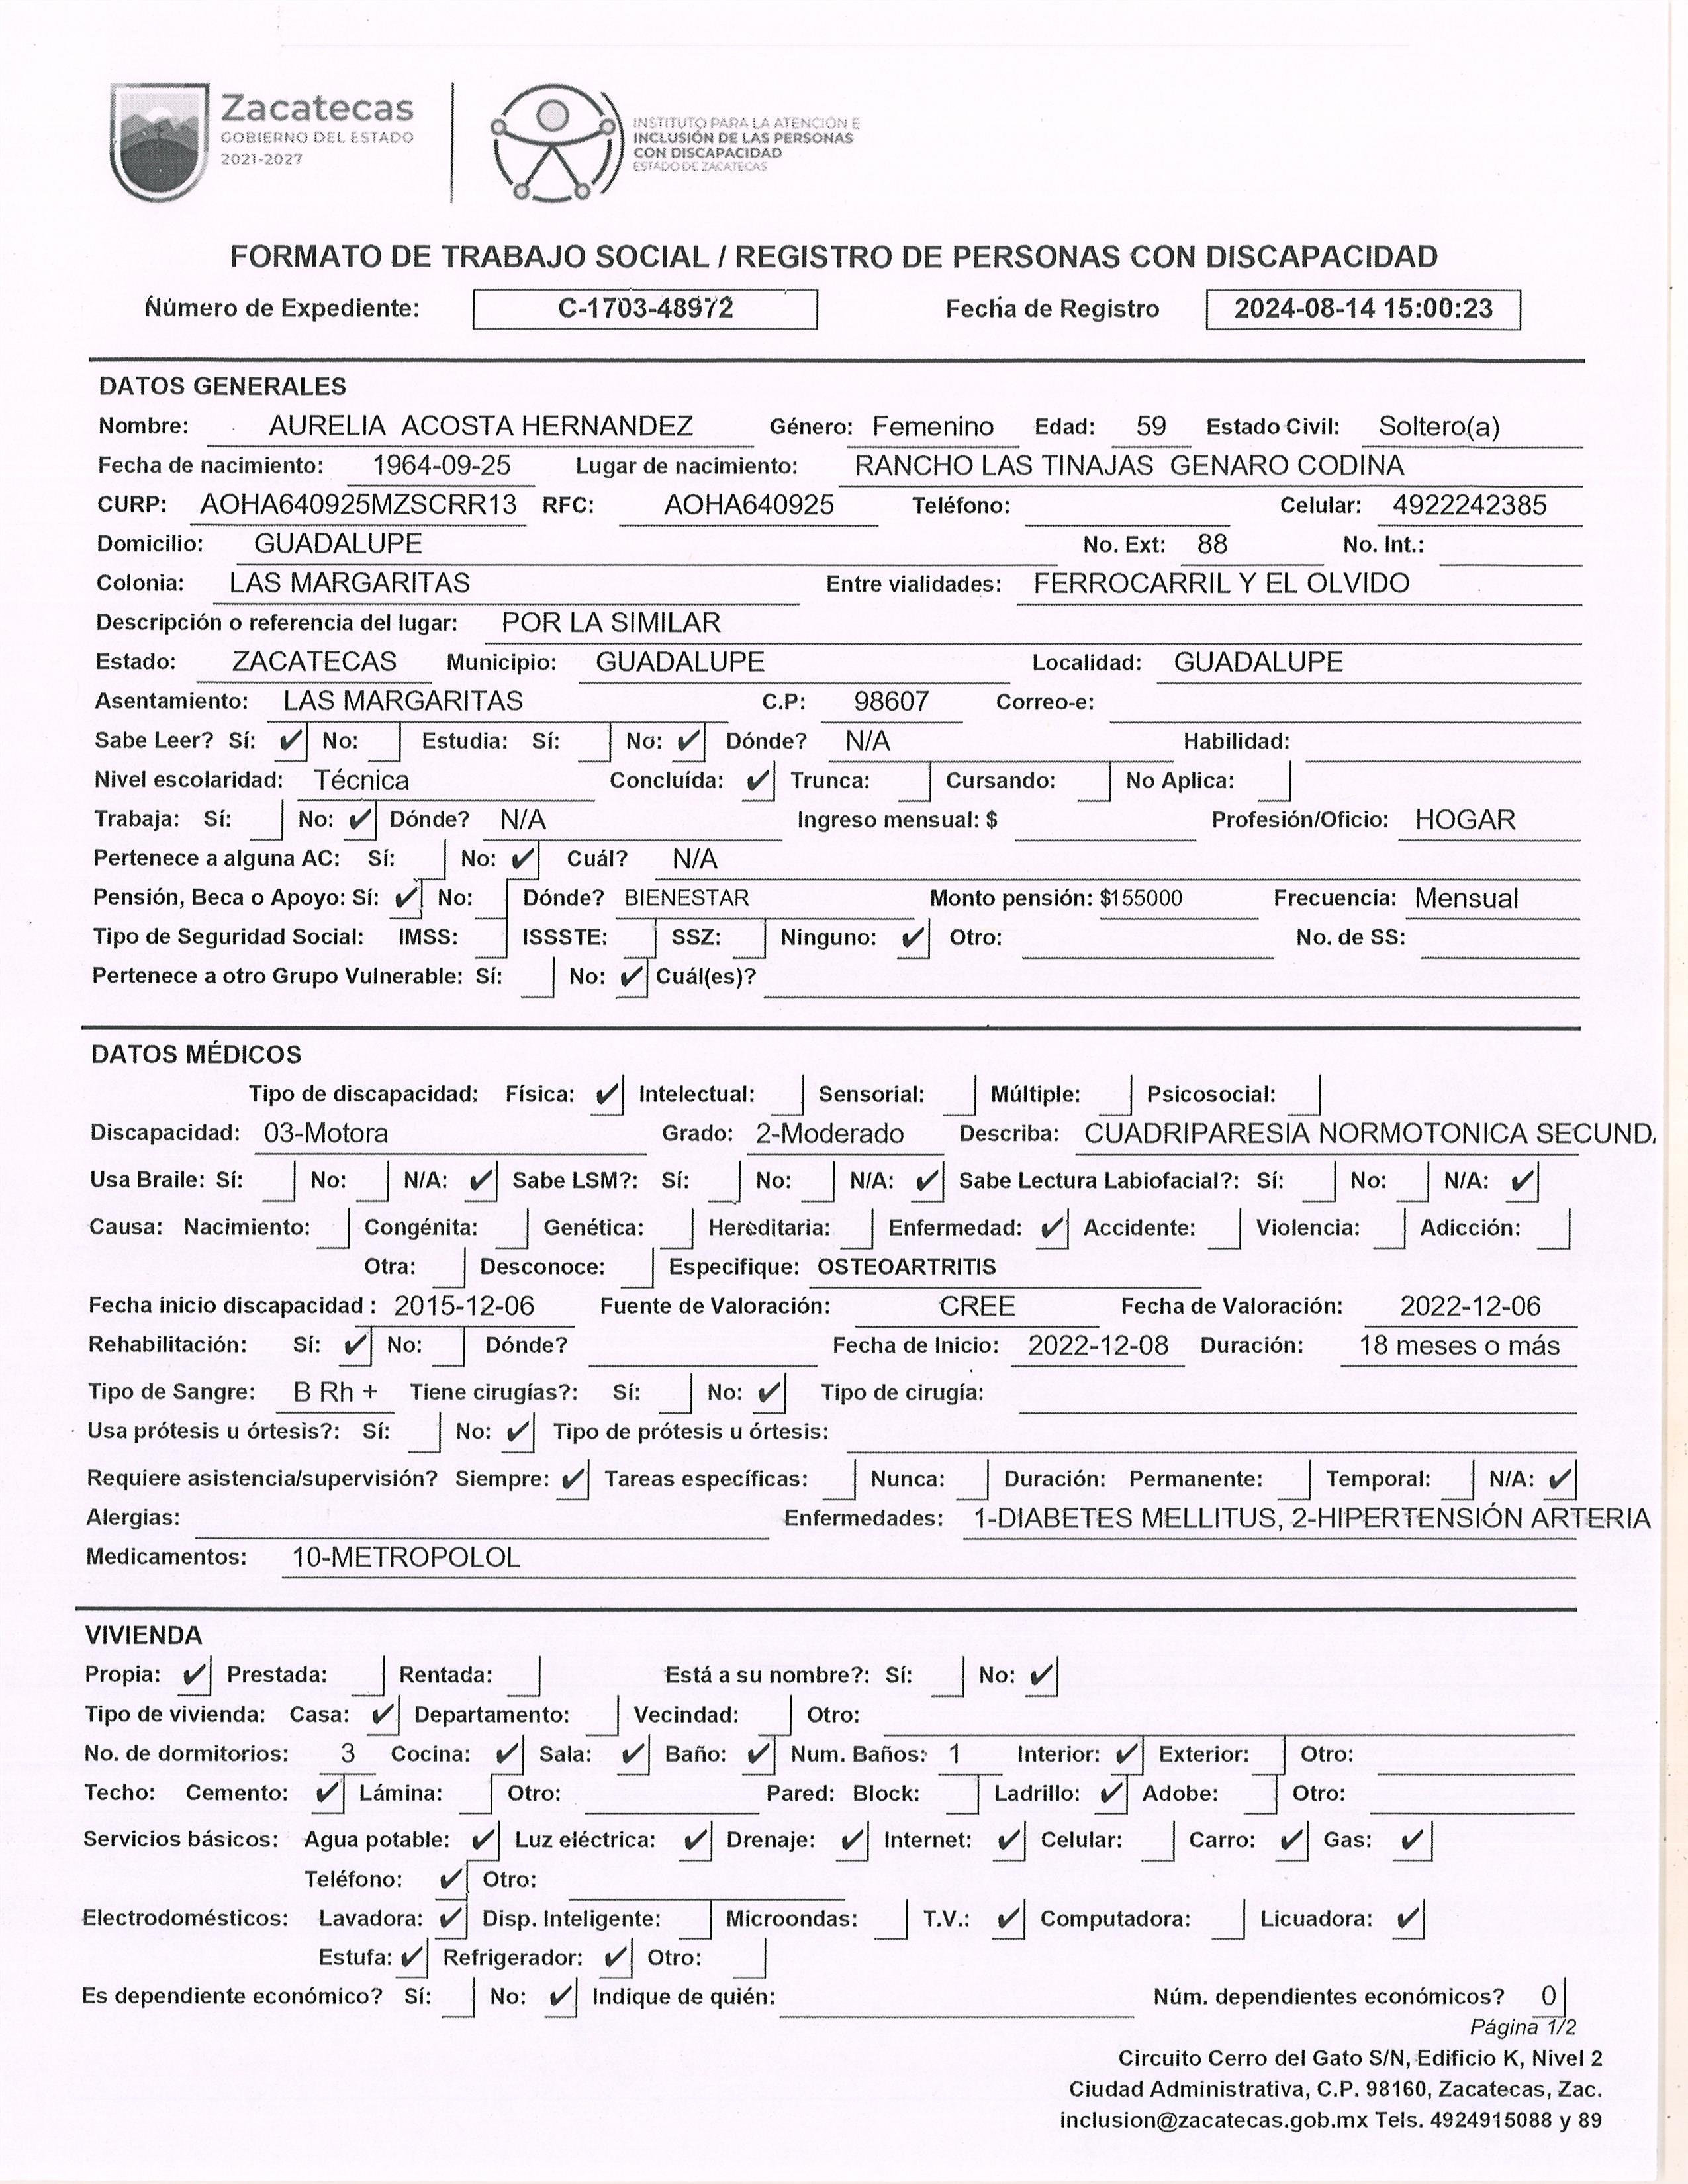 Zacatecas
GOBIERNO DEL ESTADO
2021-2027
INSTITUTO PARA LA ATENCIÓN E
INCLUSIÓN DE LAS PERSONAS
CON DISCAPACIDAD
ESTADO DE ZACATECAS
FORMATO DE TRABAJO SOCIAL / REGISTRO DE PERSONAS CON DISCAPACIDAD
Número de Expediente: C-1703-48972 Fecha de Registro 2024-08-14 15:00:23
DATOS GENERALES
Nombre: AURELIA ACOSTA HERNANDEZ Género: Femenino Edad: 59 Estado Civil: Soltero(a)
Fecha de nacimiento: 1964-09-25 Lugar de nacimiento: RANCHO LAS TINAJAS GENARO CODINA
CURP: AOHA640925MZSCRR13 RFC: AOHA640925 Teléfono: Celular: 4922242385
Domicilio: GUADALUPE No. Ext: 88 No. Int.:
Colonia: LAS MARGARITAS Entre vialidades: FERROCARRIL Y EL OLVIDO
Descripción o referencia del lugar: POR LA SIMILAR
Estado: ZACATECAS Municipio: GUADALUPE Localidad: GUADALUPE
Asentamiento: LAS MARGARITAS C.P: 98607 Correo-e:
Sabe Leer? Sí: ✔ No: Estudia: Sí: No: ✔ Dónde? N/A Habilidad:
Nivel escolaridad: Técnica Concluída: ✔ Trunca: Cursando: No Aplica:
Trabaja: Sí: No: ✔ Dónde? N/A Ingreso mensual: $ Profesión/Oficio: HOGAR
Pertenece a alguna AC: Sí: No: ✔ Cuál? N/A
Pensión, Beca o Apoyo: Sí: ✔ No: Dónde? BIENESTAR Monto pensión: $155000 Frecuencia: Mensual
Tipo de Seguridad Social: IMSS: ISSSTE: SSZ: Ninguno: ✔ Otro: No. de SS:
Pertenece a otro Grupo Vulnerable: Sí: No: ✔ Cuál(es)?
DATOS MÉDICOS
Tipo de discapacidad: Física: ✔ Intelectual: Sensorial: Múltiple: Psicosocial:
Discapacidad: 03-Motora Grado: 2-Moderado Describa: CUADRIPARESIA NORMOTONICA SECUND
Usa Braile: Sí: No: N/A: ✔ Sabe LSM?: Sí: No: N/A: ✔ Sabe Lectura Labiofacial?: Sí: No: N/A: ✔
Causa: Nacimiento: Congénita: Genética: Hereditaria: Enfermedad: ✔ Accidente: Violencia: Adicción:
Otra: Desconoce: Especifique: OSTEOARTRITIS
Fecha inicio discapacidad : 2015-12-06 Fuente de Valoración: CREE Fecha de Valoración: 2022-12-06
Rehabilitación: Sí: ✔ No: Dónde? Fecha de Inicio: 2022-12-08 Duración: 18 meses o más
Tipo de Sangre: B Rh + Tiene cirugías?: Sí: No: ✔ Tipo de cirugía:
Usa prótesis u órtesis?: Sí: No: ✔ Tipo de prótesis u órtesis:
Requiere asistencia/supervisión? Siempre: ✔ Tareas específicas: Nunca: Duración: Permanente: Temporal: N/A: ✔
Alergias: Enfermedades: 1-DIABETES MELLITUS, 2-HIPERTENSIÓN ARTERIA
Medicamentos: 10-METROPOLOL
VIVIENDA
Propia: ✔ Prestada: Rentada: Está a su nombre?: Sí: No: ✔
Tipo de vivienda: Casa: ✔ Departamento: Vecindad: Otro:
No. de dormitorios: 3 Cocina: ✔ Sala: ✔ Baño: ✔ Num. Baños: 1 Interior: ✔ Exterior: Otro:
Techo: Cemento: ✔ Lámina: Otro: Pared: Block: Ladrillo: ✔ Adobe: Otro:
Servicios básicos: Agua potable: ✔ Luz eléctrica: ✔ Drenaje: ✔ Internet: ✔ Celular: Carro: ✔ Gas: ✔
Teléfono: ✔ Otro:
Electrodomésticos: Lavadora: ✔ Disp. Inteligente: Microondas: T.V.: ✔ Computadora: Licuadora: ✔
Estufa: ✔ Refrigerador: ✔ Otro:
Es dependiente económico? Sí: No: ✔ Indique de quién: Núm. dependientes económicos? 0
Página 1/2
Circuito Cerro del Gato S/N, Edificio K, Nivel 2
Ciudad Administrativa, C.P. 98160, Zacatecas, Zac.
inclusion@zacatecas.gob.mx Tels. 4924915088 y 89